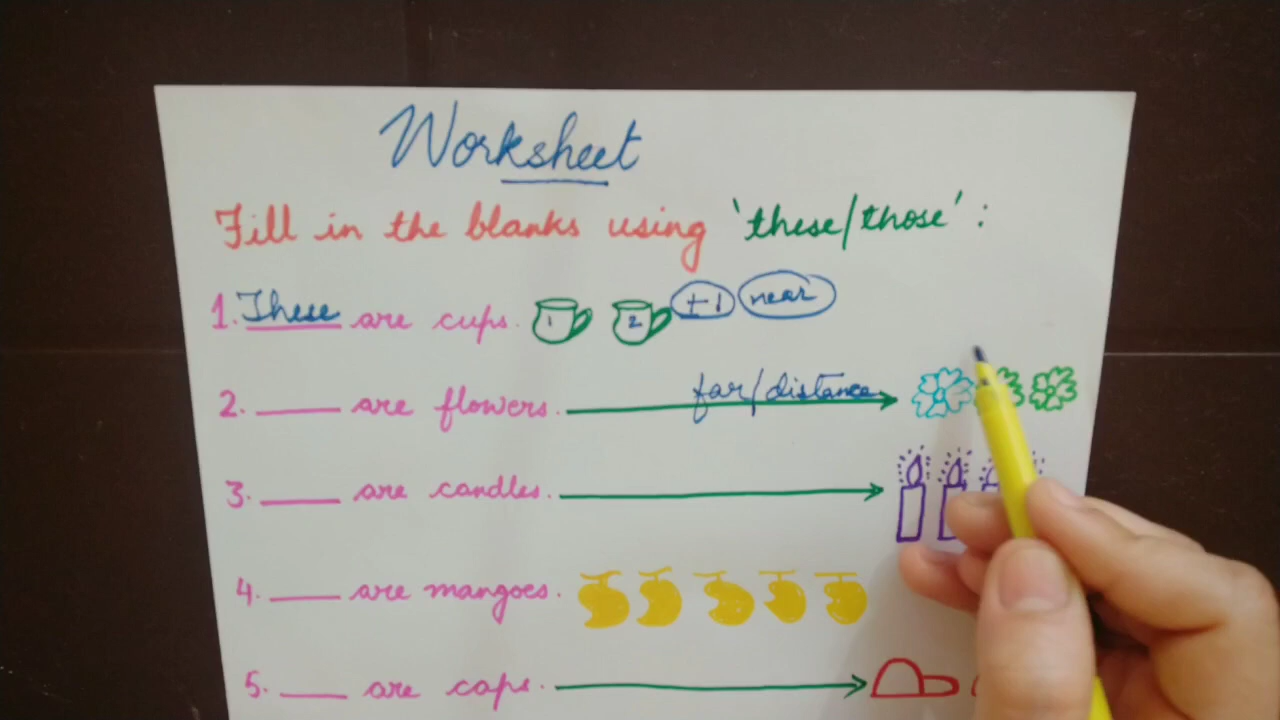 Worksheet
Fill in the blanks using 'these/those' :
1. These are cups. 1 2 +1 near
2. ____ are flowers. far/distance
3. ____ are candles.
4. ____ are mangoes.
5. ____ are caps.